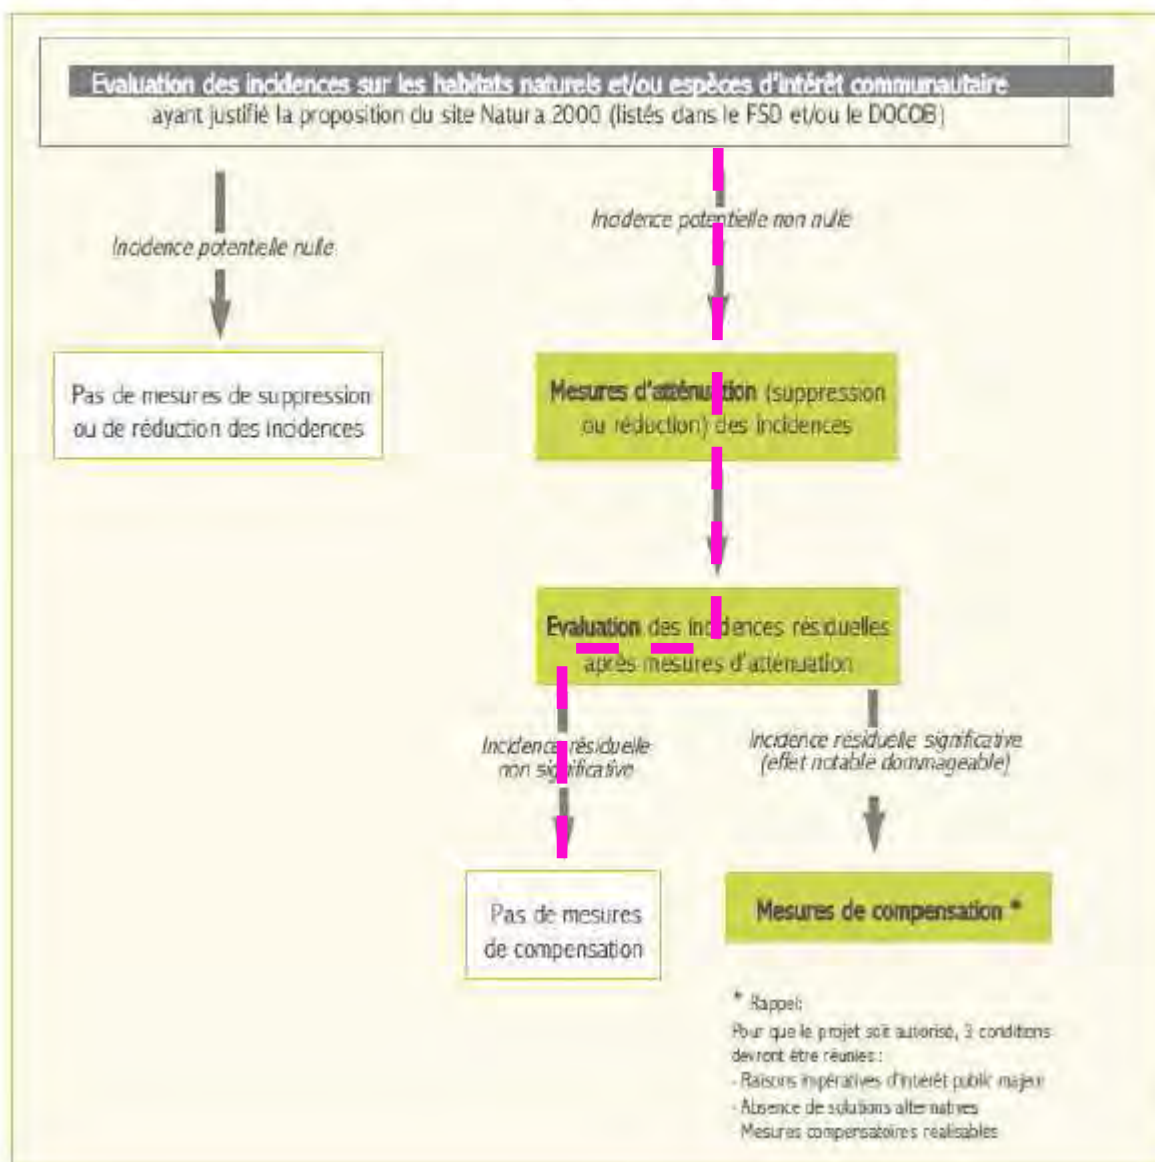 Evaluation des incidences sur les habitats naturels et/ou espèces d'intérêt communautaire
ayant justifié la proposition du site Natura 2000 (listés dans le FSD et/ou le DOCOB)
Incidence potentielle nulle
Incidence potentielle non nulle
Pas de mesures de suppression
ou de réduction des incidences
Mesures d'atténuation (suppression
ou réduction) des incidences
Evaluation des incidences résiduelles
après mesures d'atténuation
Incidence résiduelle
non significative
Incidence résiduelle significative
(effet notable dommageable)
Pas de mesures
de compensation
Mesures de compensation *
* Rappel:
Pour que le projet soit autorisé, 3 conditions
devront être réunies :
- Raisons impératives d'intérêt public majeur
- Absence de solutions alternatives
- Mesures compensatoires réalisables